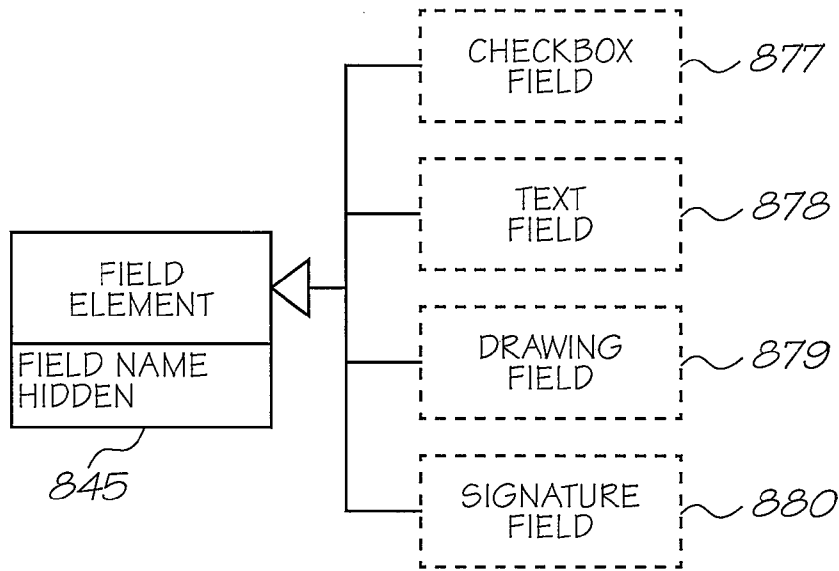 CHECKBOX
FIELD
877
TEXT
FIELD
878
FIELD
ELEMENT
FIELD NAME
HIDDEN
845
DRAWING
FIELD
879
SIGNATURE
FIELD
880